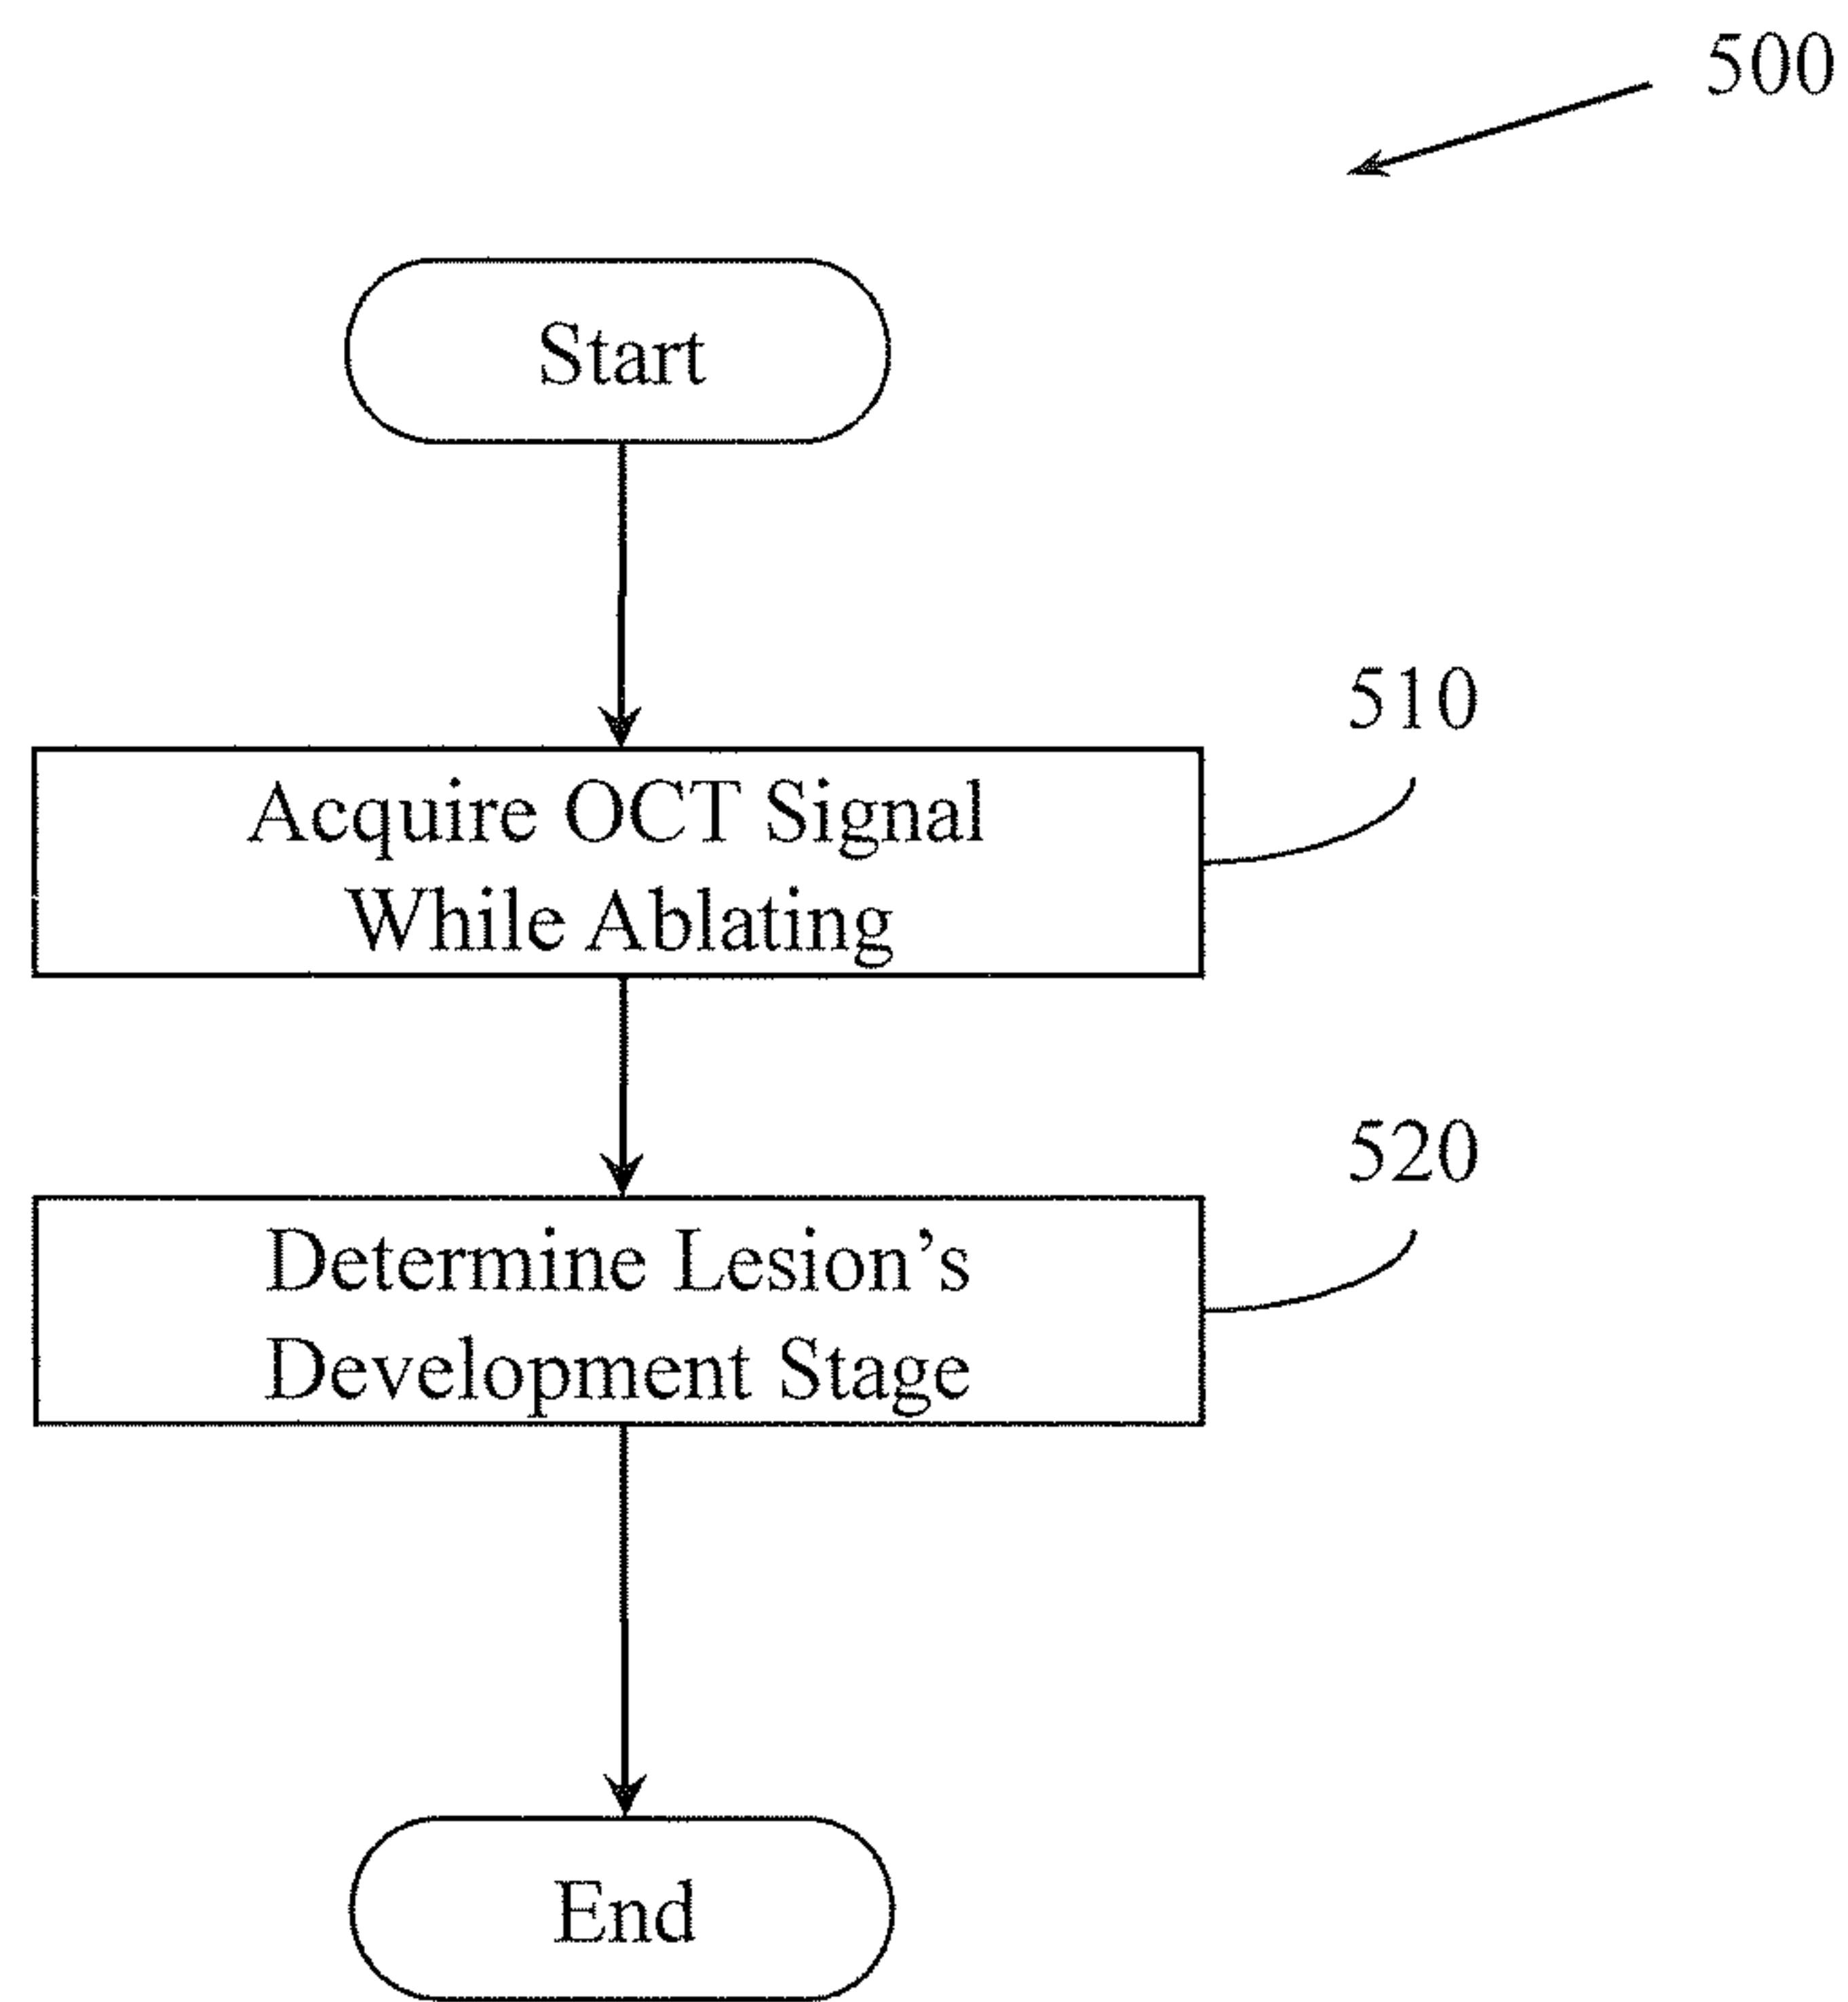 500
Start
510
Acquire OCT Signal
While Ablating
520
Determine Lesion’s
Development Stage
End